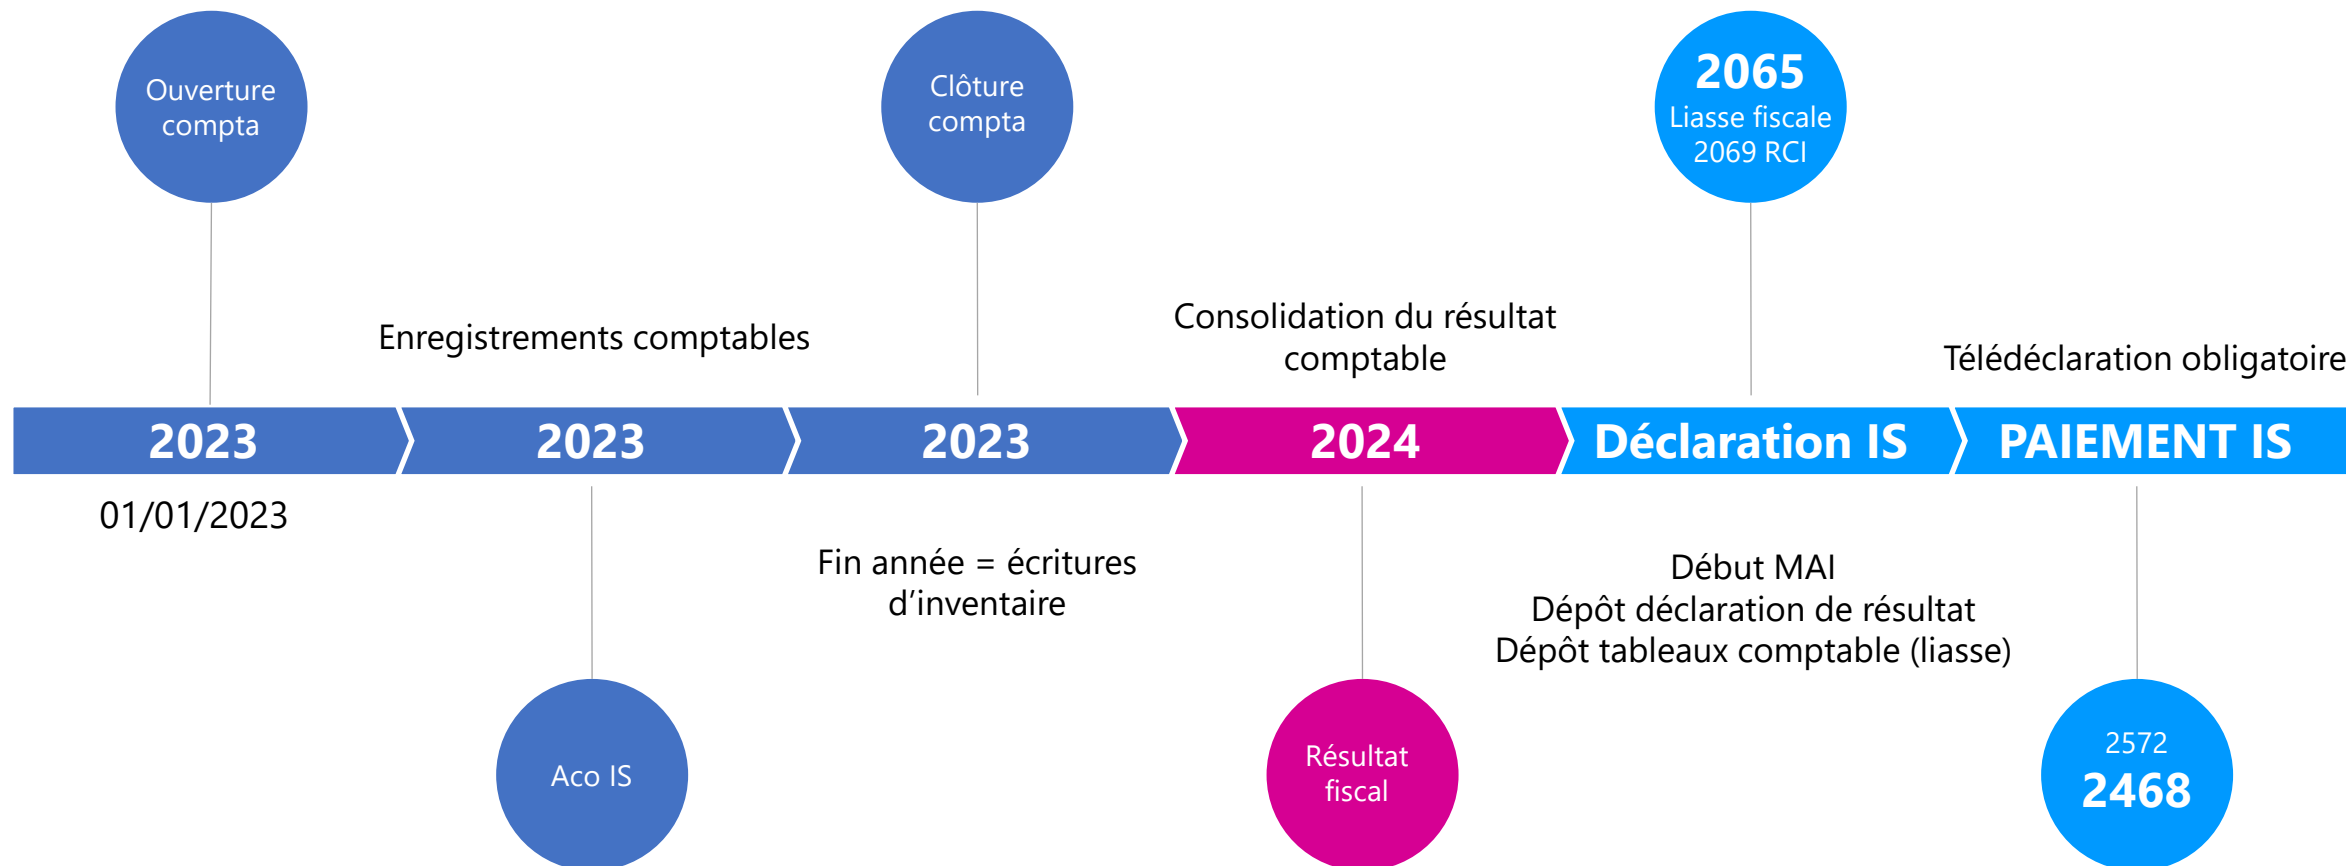 Ouverture
compta
Clôture
compta
2065
Liasse fiscale
2069 RCI
Enregistrements comptables
Consolidation du résultat
comptable
Télédéclaration obligatoire
2023
2023
2023
2024
Déclaration IS
PAIEMENT IS
01/01/2023
Fin année = écritures
d’inventaire
Début MAI
Dépôt déclaration de résultat
Dépôt tableaux comptable (liasse)
Aco IS
Résultat
fiscal
2572
2468